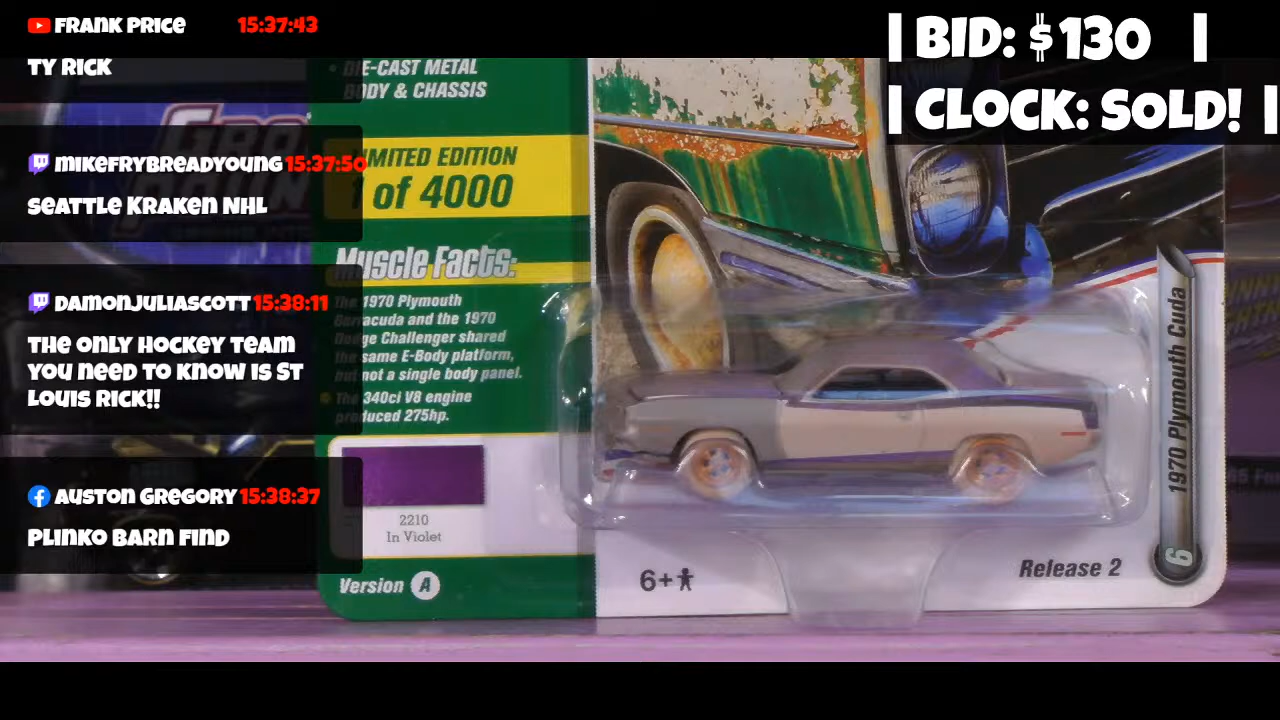 FRANK PRICE 15:37:43
TY RICK
MIKEFRYBREADYOUNG 15:37:50
SEATTLE KRAKEN NHL
DAMONJULIASCOTT 15:38:11
THE ONLY HOCKEY TEAM
YOU NEED TO KNOW IS ST
LOUIS RICK!!
AUSTON GREGORY 15:38:37
PLINKO BARN FIND
| BID: $130 |
| CLOCK: SOLD! |
• DIE-CAST METAL
BODY & CHASSIS
LIMITED EDITION
1 of 4000
Muscle Facts:
The 1970 Plymouth
Barracuda and the 1970
Dodge Challenger shared
the same E-Body platform,
but not a single body panel.
The 340ci V8 engine
produced 275hp.
2210
In Violet
Version A
6+
Release 2
1970 Plymouth Cuda
6